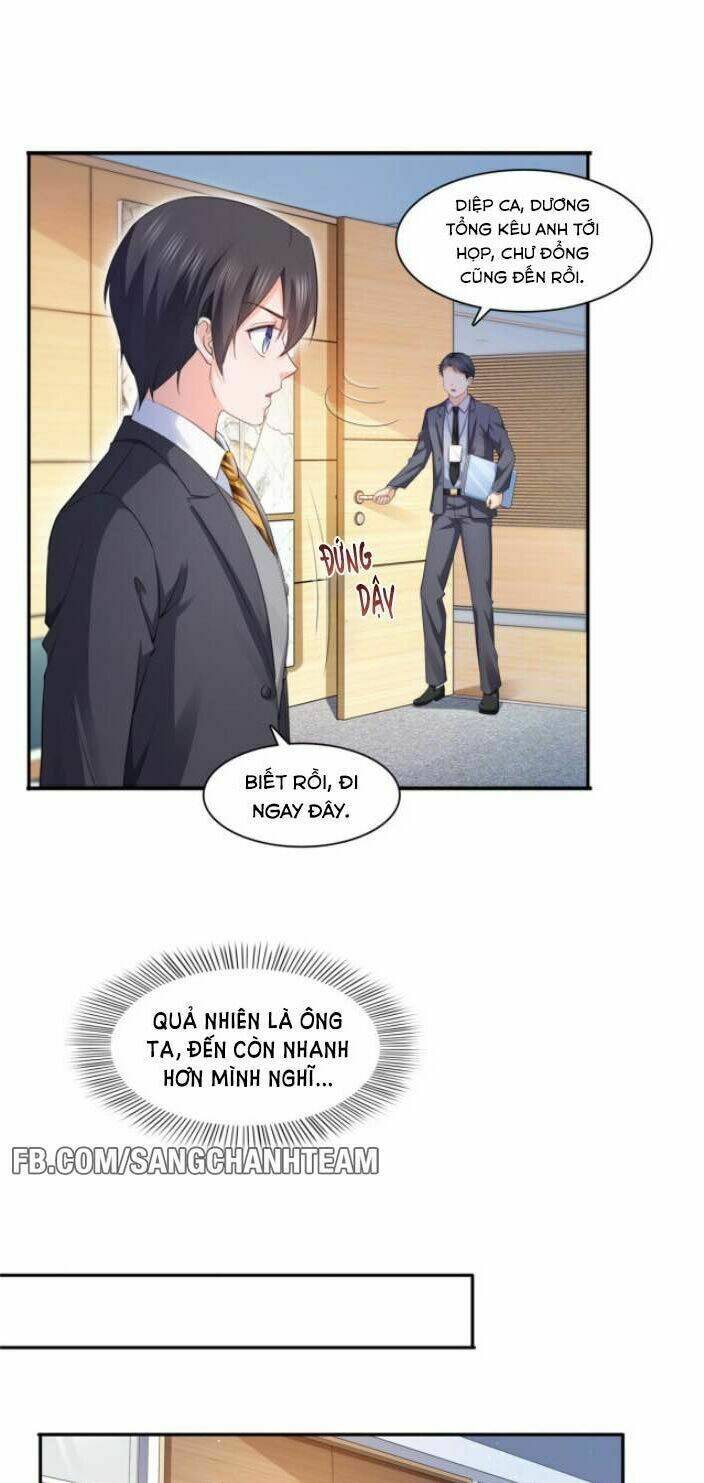 DIỆP CA, DƯƠNG
TỔNG KÊU ANH TỚI
HỌP, CHƯ ĐỔNG
CŨNG ĐẾN RỒI.
ĐỨNG
DẬY
BIẾT RỒI, ĐI
NGAY ĐÂY.
QUẢ NHIÊN LÀ ÔNG
TA, ĐẾN CÒN NHANH
HƠN MÌNH NGHĨ...
FB.COM/SANGCHANHTEAM